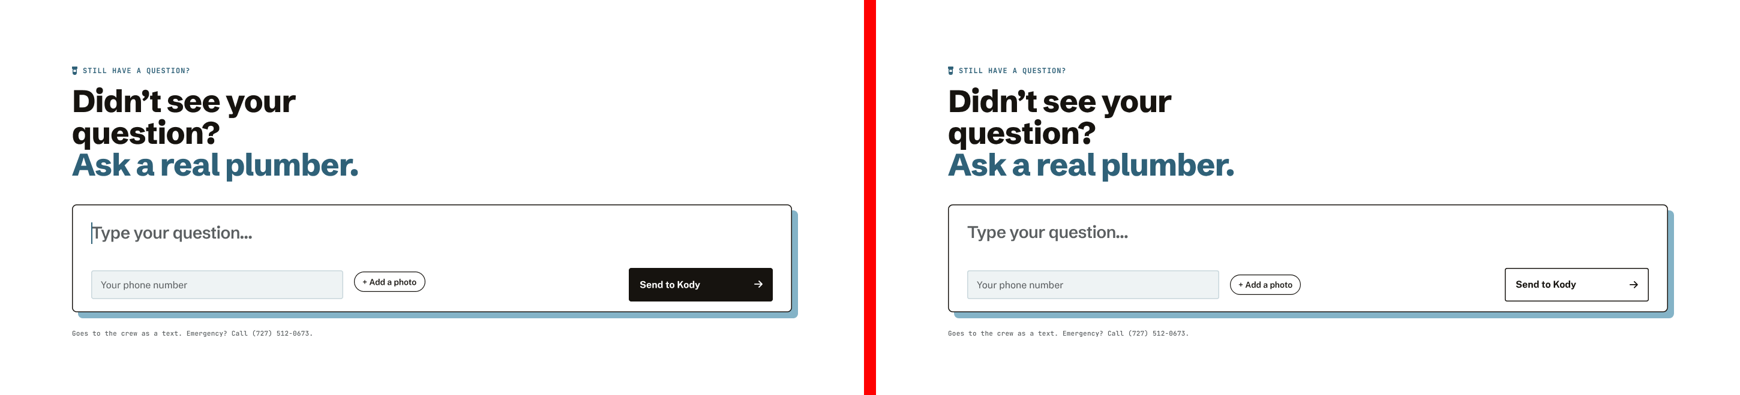 STILL HAVE A QUESTION?
Didn’t see your
question?
Ask a real plumber.
Type your question...
Your phone number
+ Add a photo
Send to Kody →
Goes to the crew as a text. Emergency? Call (727) 512-0673.
STILL HAVE A QUESTION?
Didn’t see your
question?
Ask a real plumber.
Type your question...
Your phone number
+ Add a photo
Send to Kody →
Goes to the crew as a text. Emergency? Call (727) 512-0673.